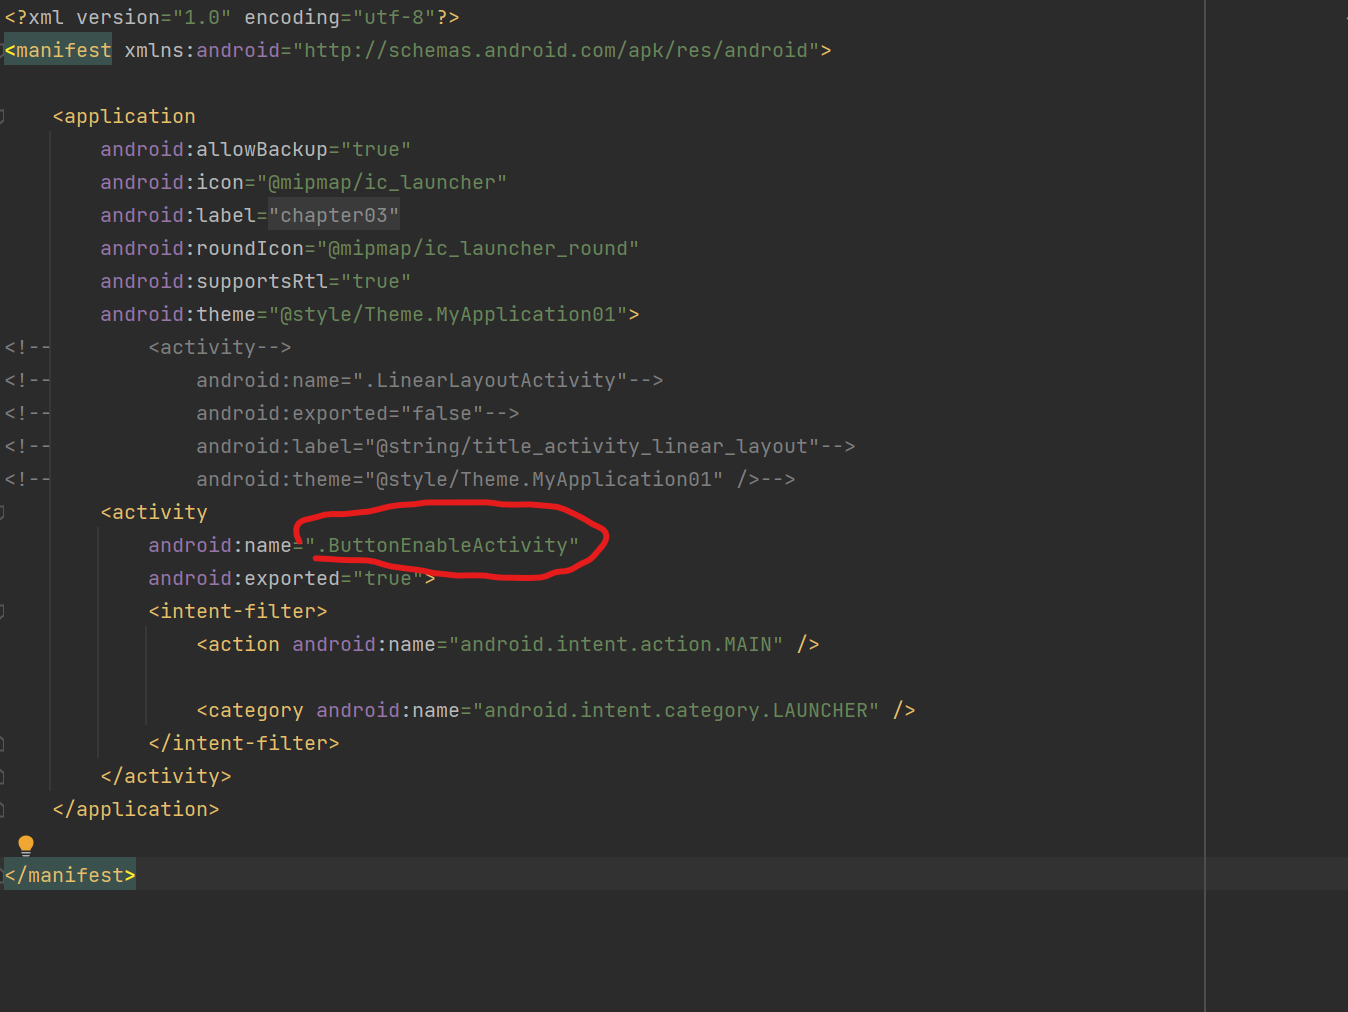 <?xml version="1.0" encoding="utf-8"?>
<manifest xmlns:android="http://schemas.android.com/apk/res/android">
<application
android:allowBackup="true"
android:icon="@mipmap/ic_launcher"
android:label="chapter03"
android:roundIcon="@mipmap/ic_launcher_round"
android:supportsRtl="true"
android:theme="@style/Theme.MyApplication01">
<!--        <activity-->
<!--            android:name=".LinearLayoutActivity"-->
<!--            android:exported="false"-->
<!--            android:label="@string/title_activity_linear_layout"-->
<!--            android:theme="@style/Theme.MyApplication01" />-->
<activity
android:name=".ButtonEnableActivity"
android:exported="true">
<intent-filter>
<action android:name="android.intent.action.MAIN" />
<category android:name="android.intent.category.LAUNCHER" />
</intent-filter>
</activity>
</application>
</manifest>